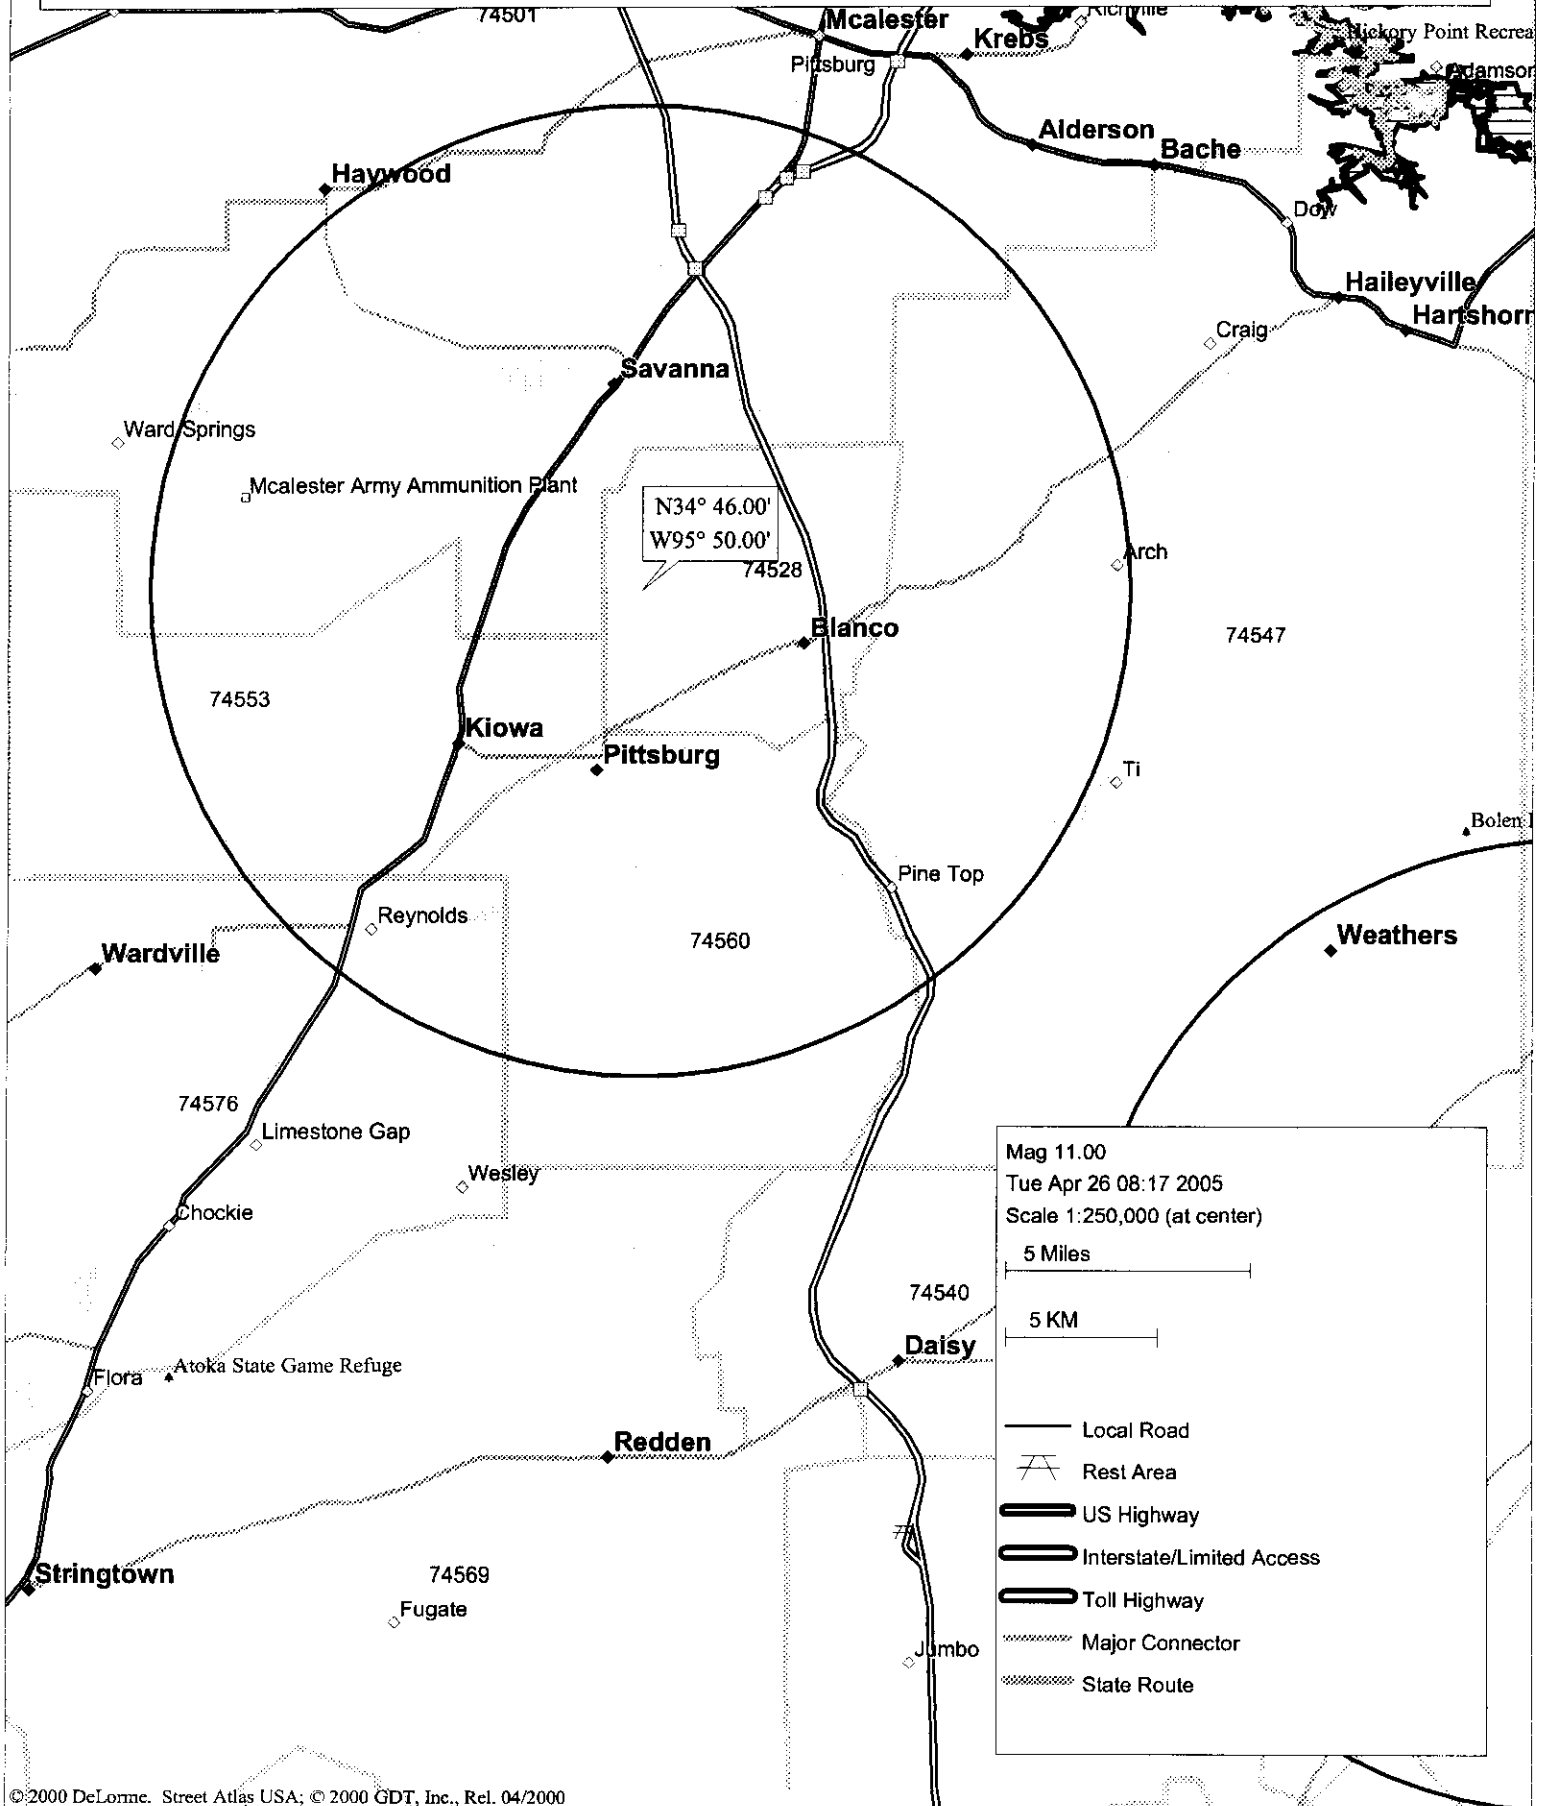 74501
Mcalester
Richville
Krebs
Hickory Point Recrea
Pittsburg
Adamson
Alderson
Bache
Haywood
Dow
Haileyville
Hartshorn
Craig
Savanna
Ward Springs
Mcalester Army Ammunition Plant
N34° 46.00'
W95° 50.00'
74528
Arch
Blanco
74547
74553
Kiowa
Pittsburg
Ti
Bolen
Pine Top
Reynolds
74560
Weathers
Wardville
74576
Limestone Gap
Wesley
Chockie
74540
Daisy
Atoka State Game Refuge
Flora
Redden
Stringtown
74569
Fugate
Jumbo
Mag 11.00
Tue Apr 26 08:17 2005
Scale 1:250,000 (at center)
5 Miles
5 KM
Local Road
Rest Area
US Highway
Interstate/Limited Access
Toll Highway
Major Connector
State Route
© 2000 DeLorme. Street Atlas USA; © 2000 GDT, Inc., Rel. 04/2000